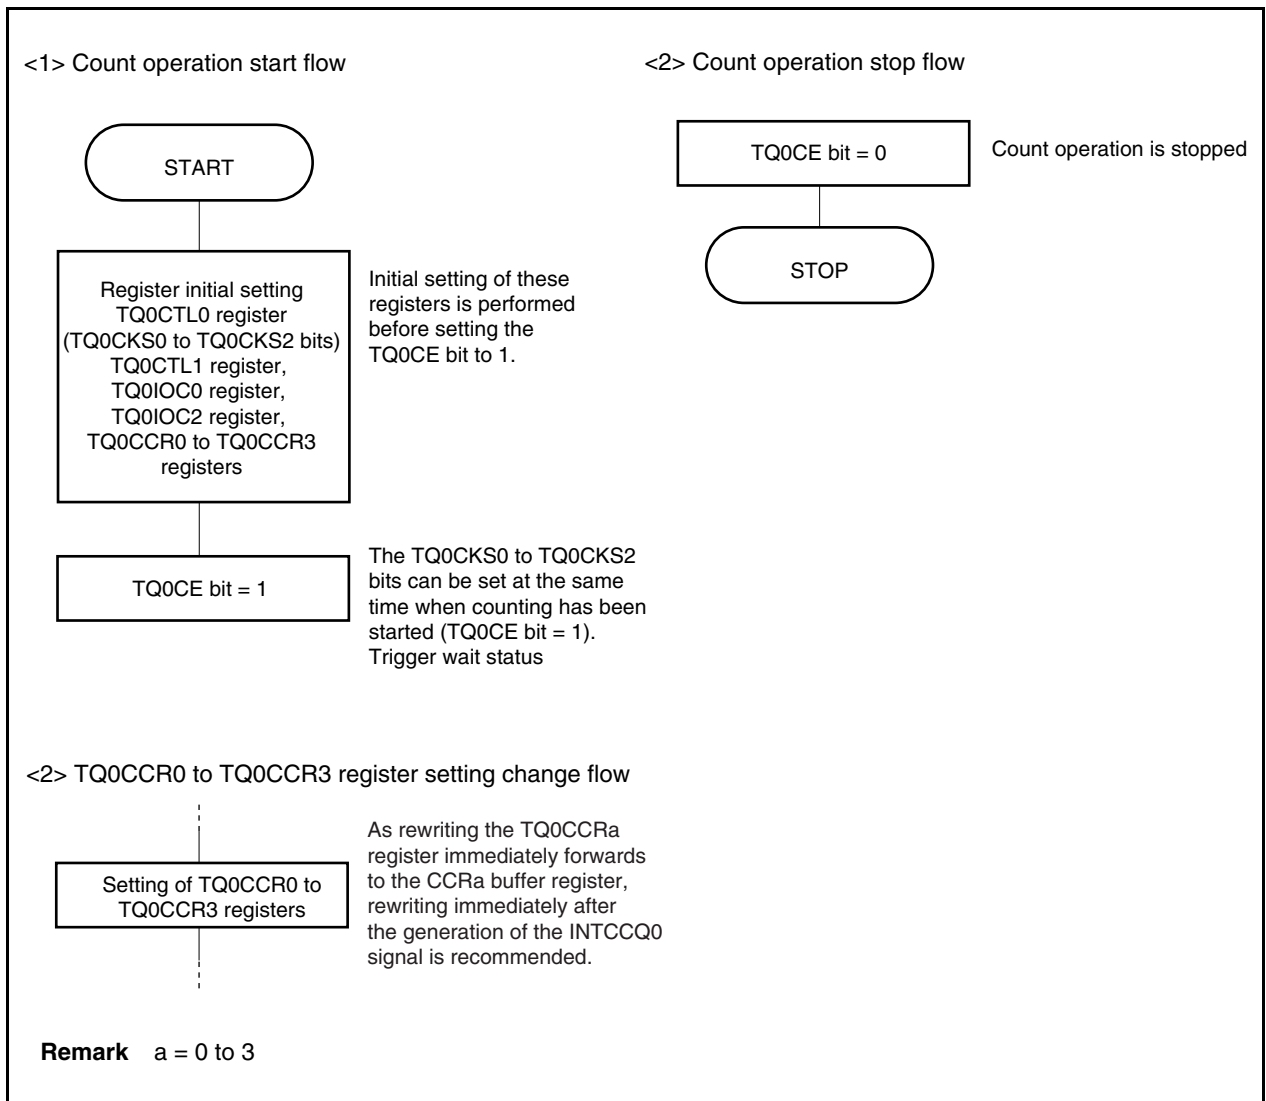 <1> Count operation start flow
START
Register initial setting
TQ0CTL0 register
(TQ0CKS0 to TQ0CKS2 bits)
TQ0CTL1 register,
TQ0IOC0 register,
TQ0IOC2 register,
TQ0CCR0 to TQ0CCR3
registers
Initial setting of these
registers is performed
before setting the
TQ0CE bit to 1.
TQ0CE bit = 1
The TQ0CKS0 to TQ0CKS2
bits can be set at the same
time when counting has been
started (TQ0CE bit = 1).
Trigger wait status
<2> Count operation stop flow
TQ0CE bit = 0
Count operation is stopped
STOP
<2> TQ0CCR0 to TQ0CCR3 register setting change flow
Setting of TQ0CCR0 to
TQ0CCR3 registers
As rewriting the TQ0CCRa
register immediately forwards
to the CCRa buffer register,
rewriting immediately after
the generation of the INTCCQ0
signal is recommended.
Remark a = 0 to 3